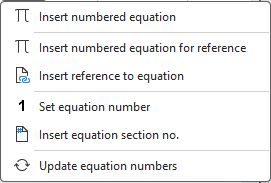 Insert numbered equation
Insert numbered equation for reference
Insert reference to equation
1 Set equation number
Insert equation section no.
Update equation numbers